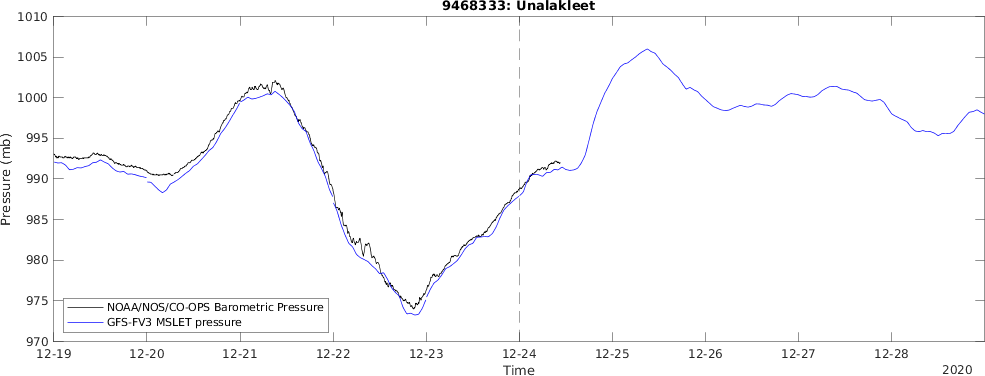 9468333: Unalakleet
1010
1005
1000
995
990
985
980
975
970
Pressure (mb)
NOAA/NOS/CO-OPS Barometric Pressure
GFS-FV3 MSLET pressure
12-19 12-20 12-21 12-22 12-23 12-24 12-25 12-26 12-27 12-28
Time
2020